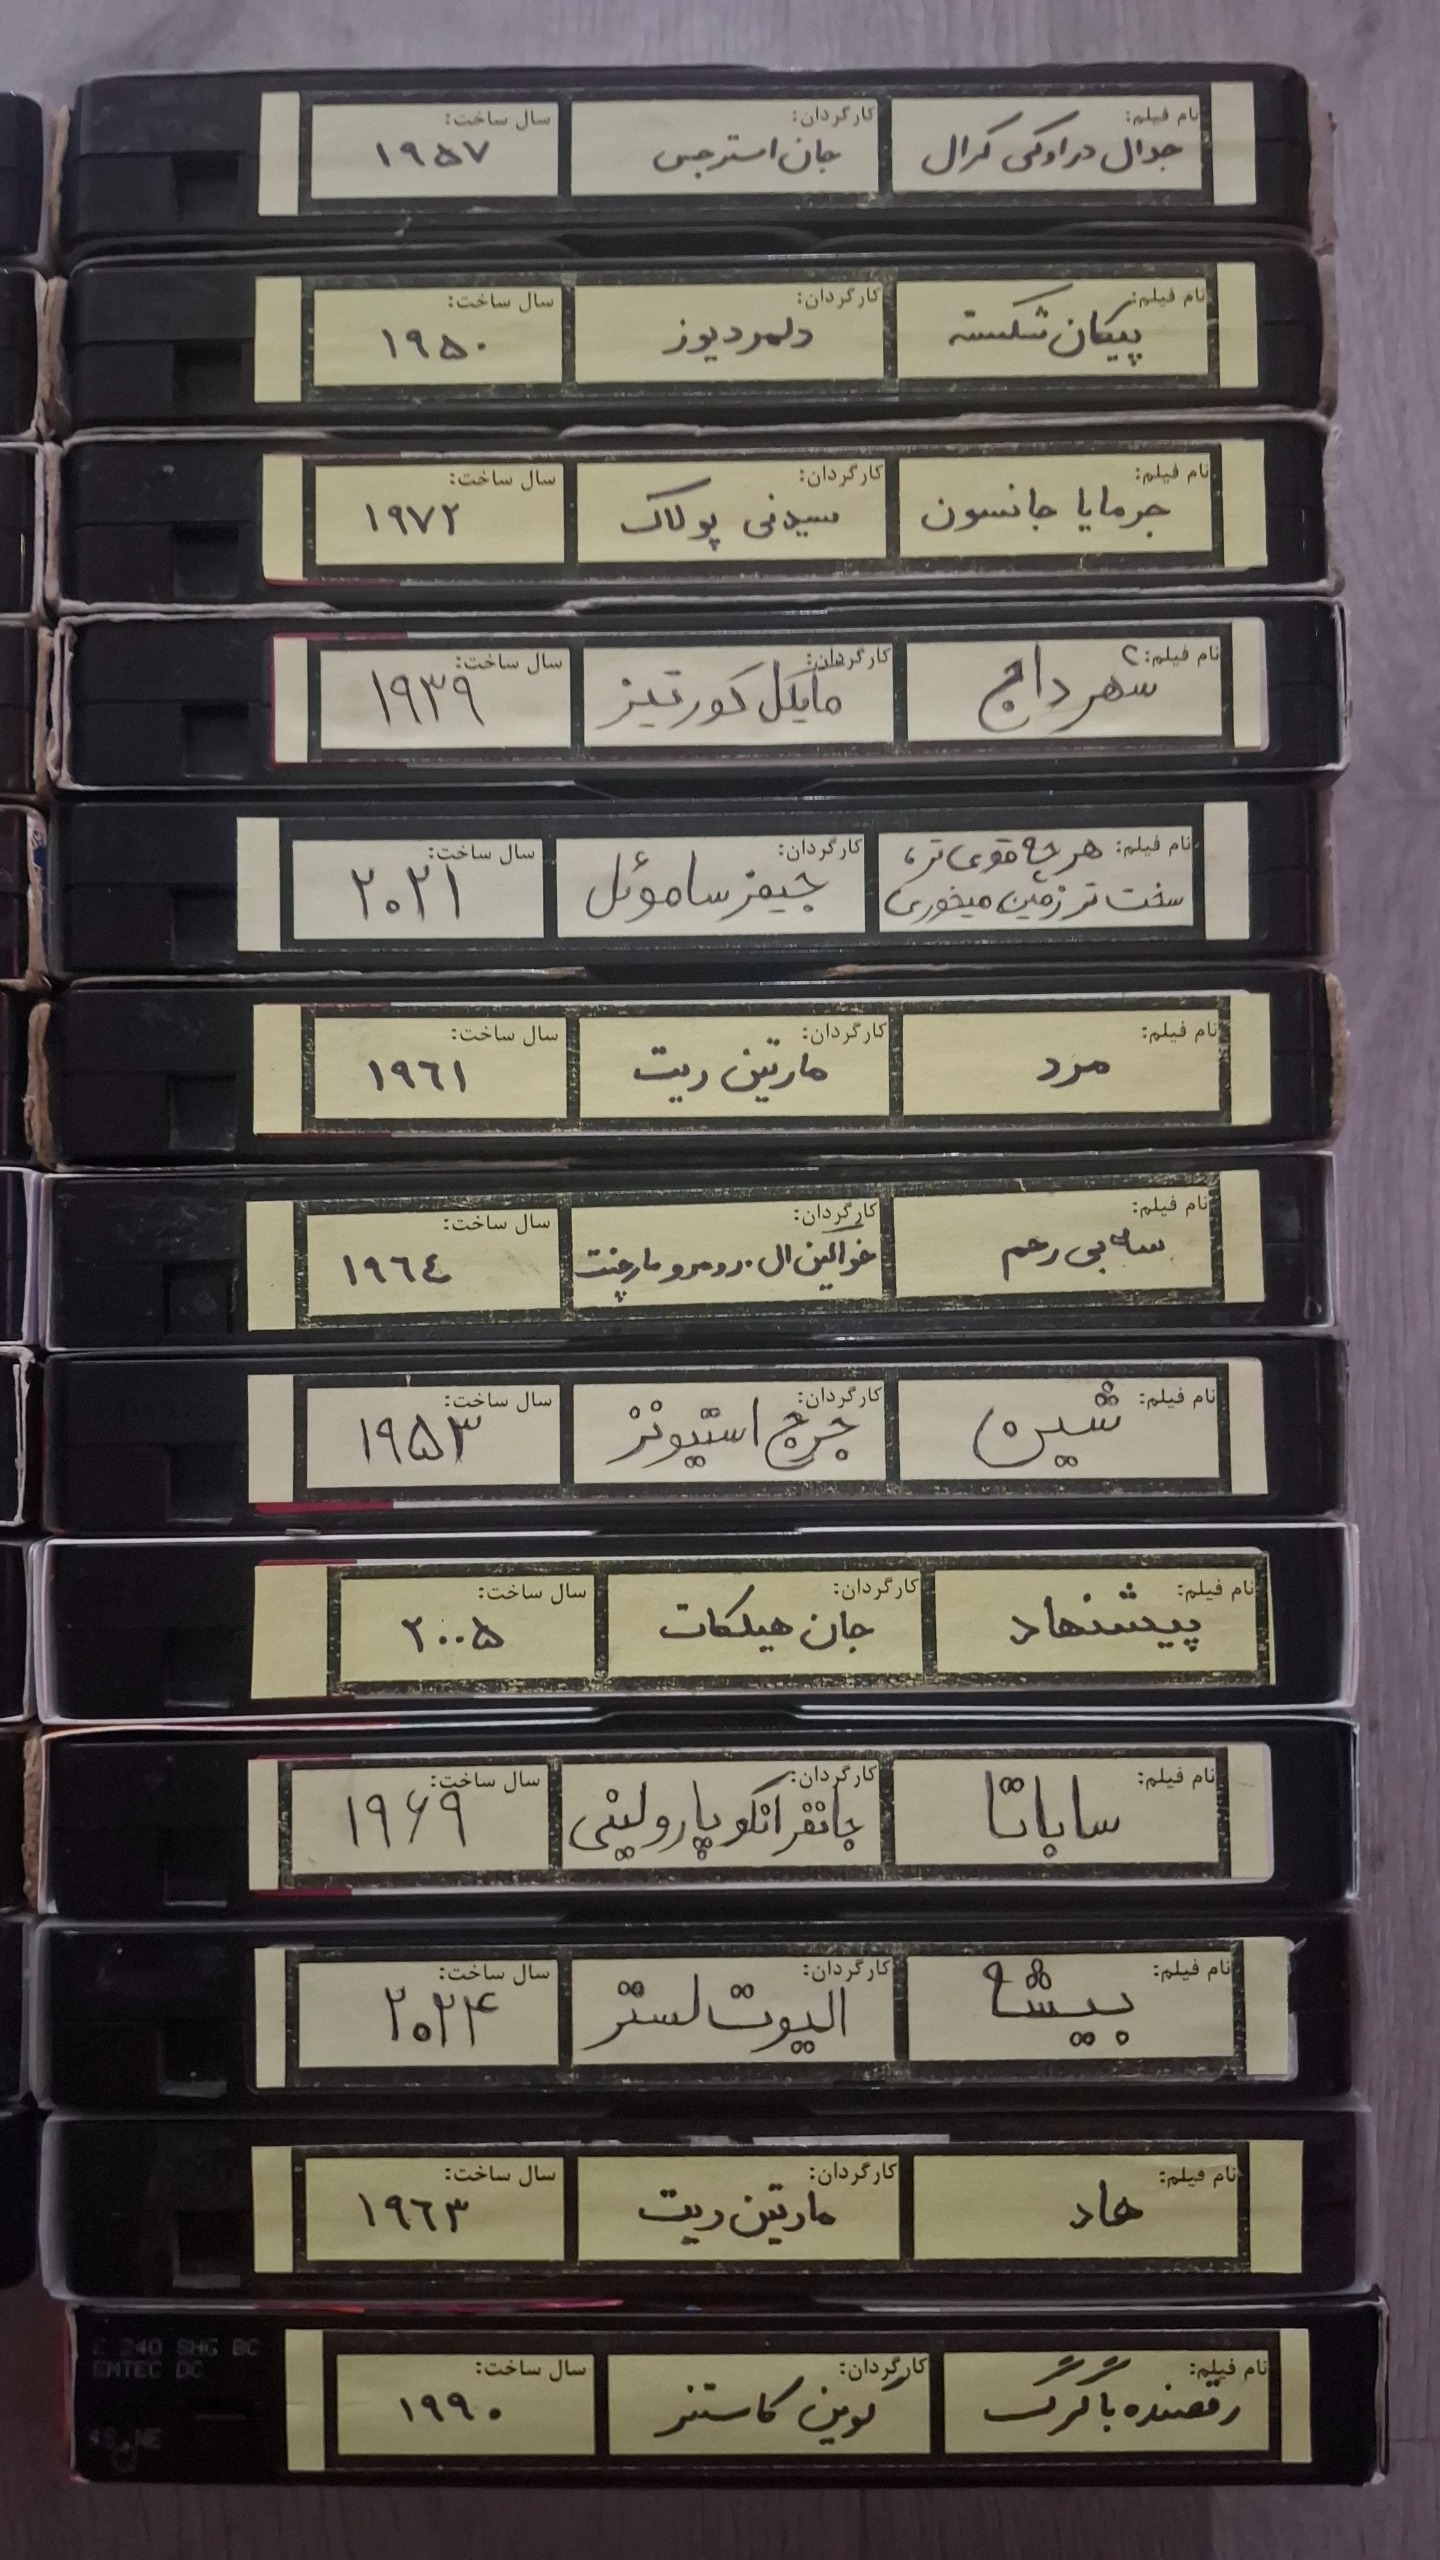 نام فیلم: کارگردان: سال ساخت:
جدال در اوکی کرال جان استرجس ۱۹۵۷
نام فیلم: کارگردان: سال ساخت:
پیکان شکسته دلمر دیوز ۱۹۵۰
نام فیلم: کارگردان: سال ساخت:
جرمایا جانسون سیدنی پولاک ۱۹۷۲
نام فیلم: کارگردان: سال ساخت:
شهر داج مایکل کورتیز ۱۹۳۹
نام فیلم: هر چه قوی تره کارگردان: سال ساخت:
سخت تر زمین میخوری جیمز ساموئل ۲۰۲۱
نام فیلم: کارگردان: سال ساخت:
مرد مارتین ریت ۱۹۶۱
نام فیلم: کارگردان: سال ساخت:
سه بی رحم خواکین ال. رومرو مارچنت ۱۹۶۴
نام فیلم: کارگردان: سال ساخت:
شین جرج استیونز ۱۹۵۳
نام فیلم: کارگردان: سال ساخت:
پیشنهاد جان هیلکات ۲۰۰۵
نام فیلم: کارگردان: سال ساخت:
ساباتا جانفرانکو پارولینی ۱۹۶۹
نام فیلم: کارگردان: سال ساخت:
بیشه الیوت لستر ۲۰۲۴
نام فیلم: کارگردان: سال ساخت:
هاد مارتین ریت ۱۹۶۳
نام فیلم: کارگردان: سال ساخت:
رقصنده با گرگ کوین کاستنر ۱۹۹۰
E 240 SHG BC
EMTEC DC